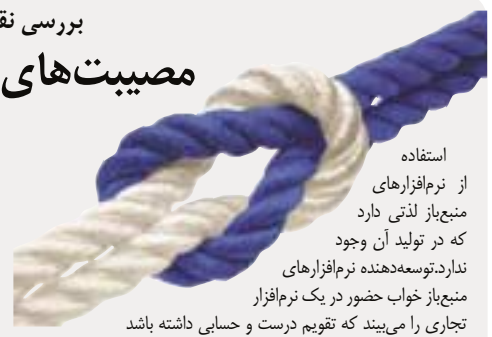 بررسی
مصیبت‌های
استفاده
از نرم‌افزارهای
منبع‌باز لذتی دارد
که در تولید آن وجود
ندارد.توسعه‌دهنده نرم‌افزارهای
منبع‌باز خواب حضور در یک نرم‌افزار
تجاری را می‌بیند که تقویم درست و حسابی داشته باشد